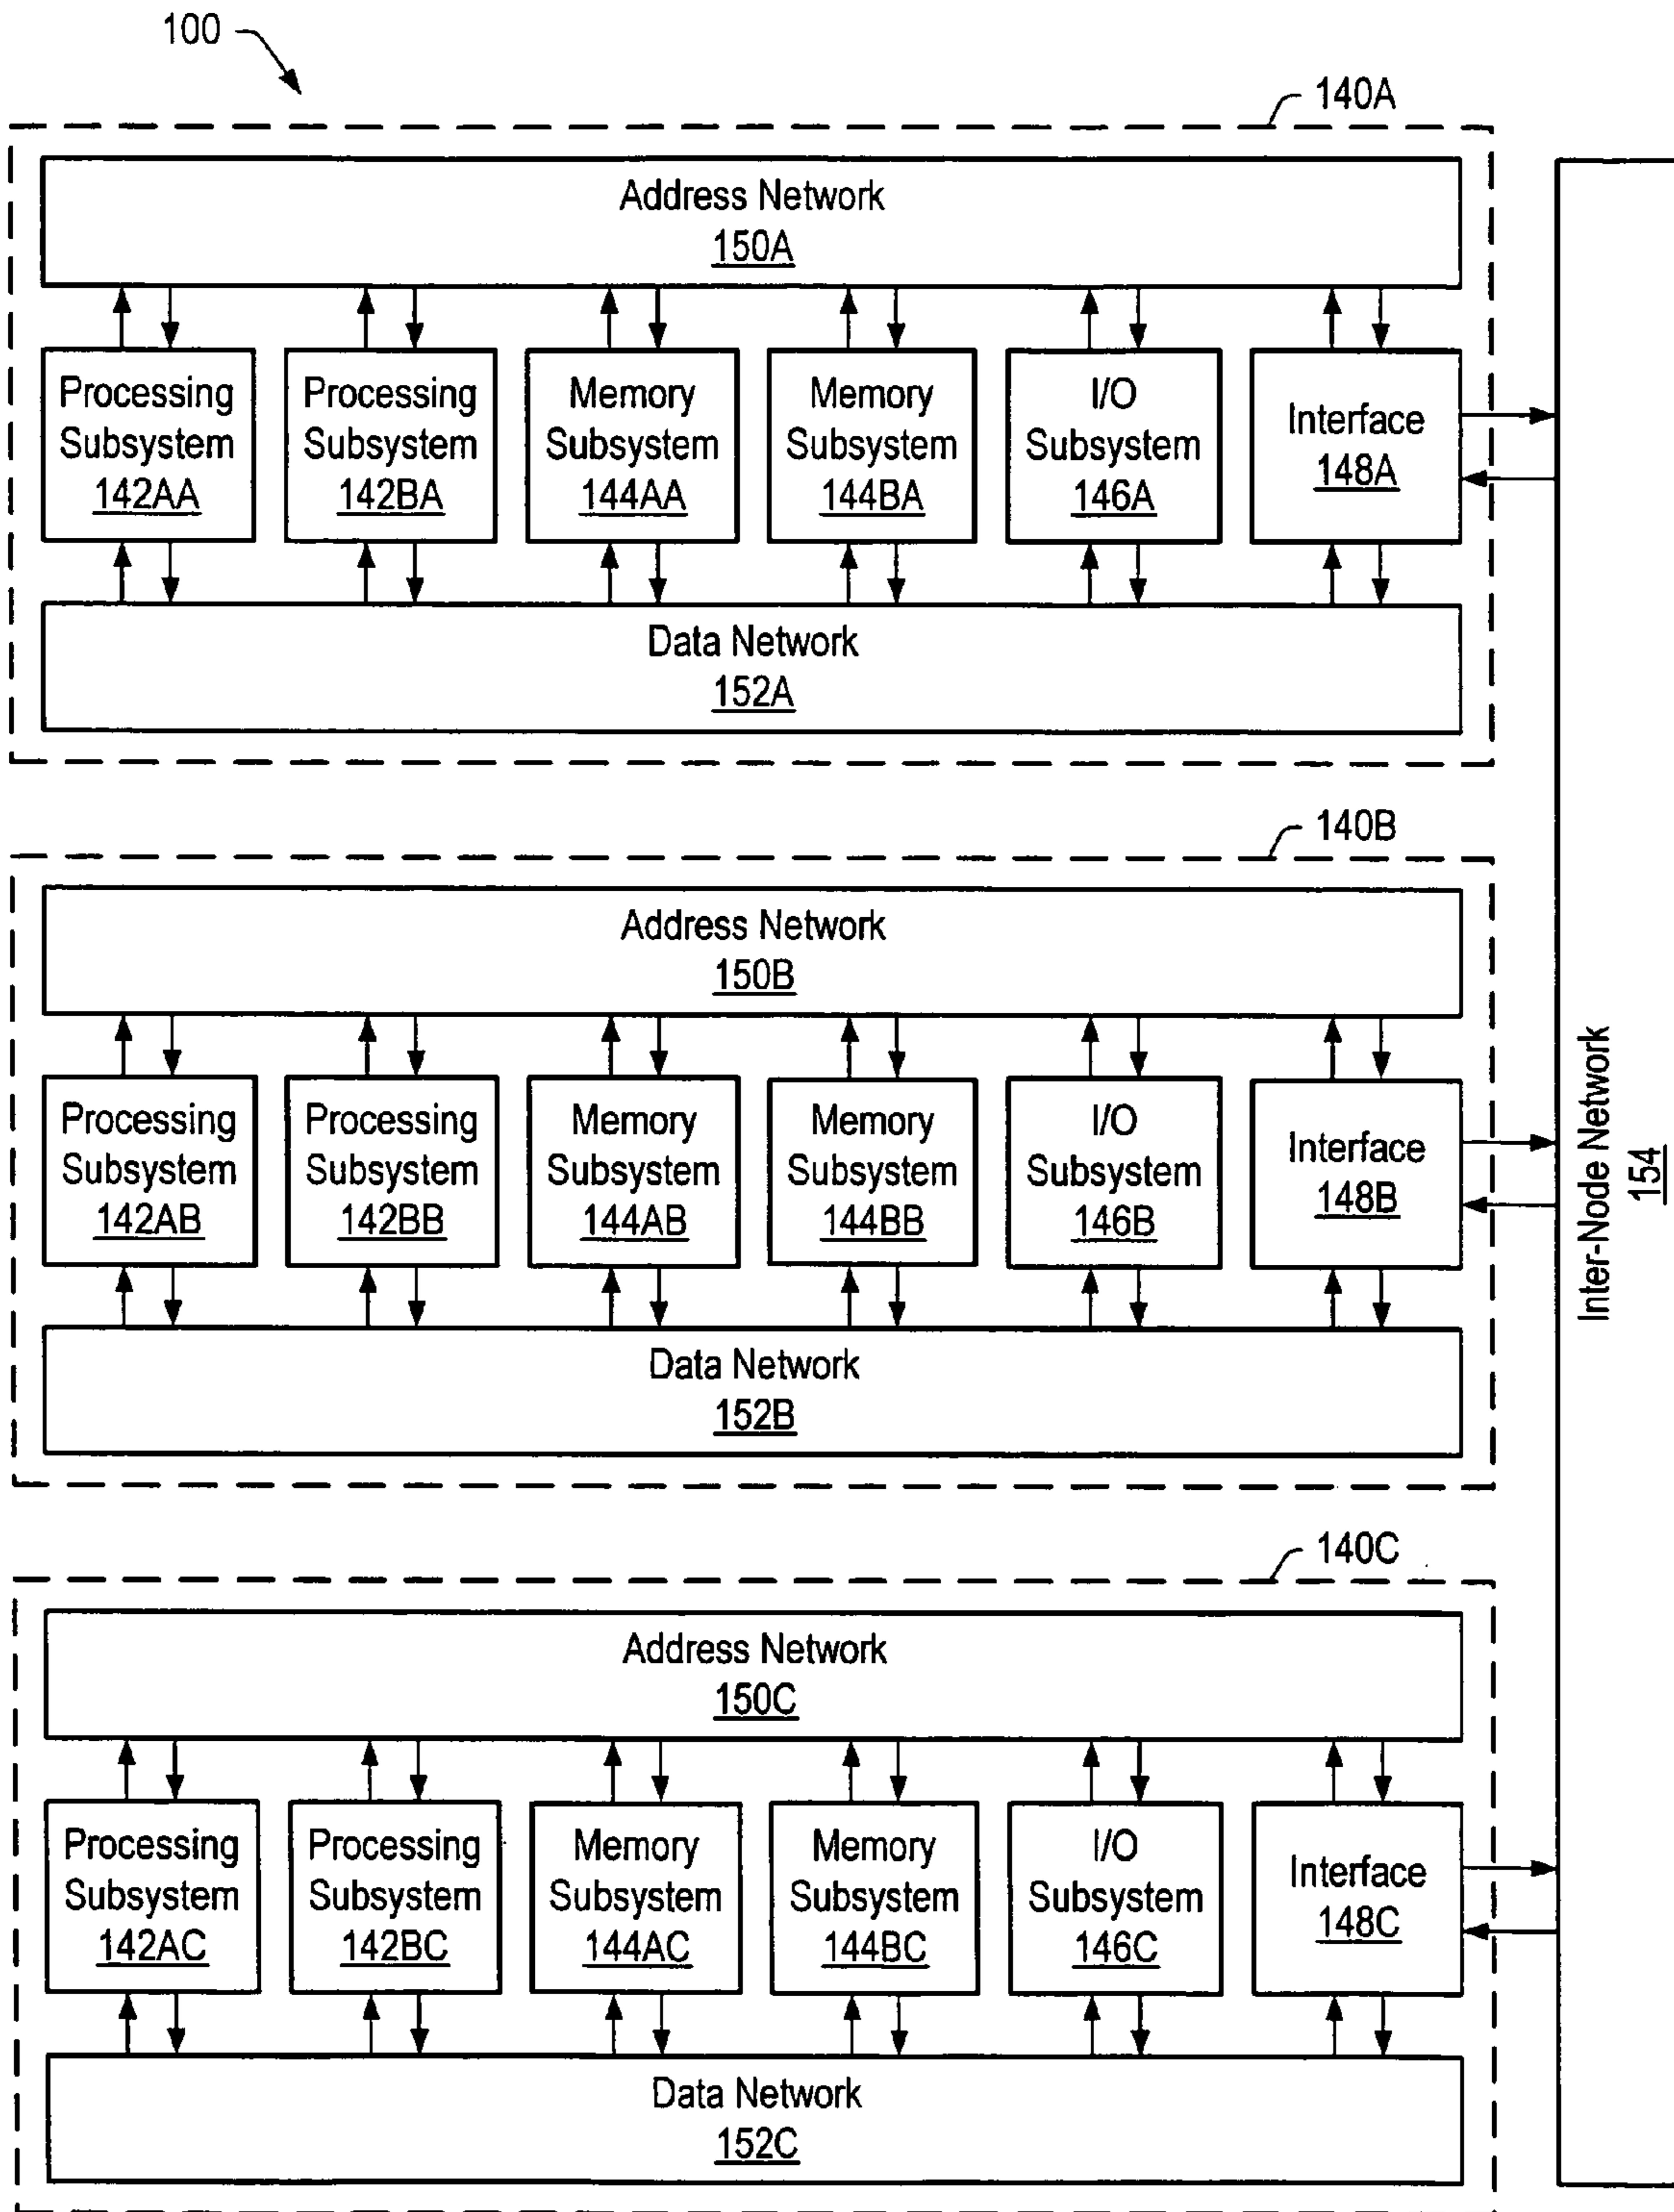 100
140A
Address Network
150A
Processing
Subsystem
142AA
Processing
Subsystem
142BA
Memory
Subsystem
144AA
Memory
Subsystem
144BA
I/O
Subsystem
146A
Interface
148A
Data Network
152A
140B
Address Network
150B
Processing
Subsystem
142AB
Processing
Subsystem
142BB
Memory
Subsystem
144AB
Memory
Subsystem
144BB
I/O
Subsystem
146B
Interface
148B
Data Network
152B
140C
Address Network
150C
Processing
Subsystem
142AC
Processing
Subsystem
142BC
Memory
Subsystem
144AC
Memory
Subsystem
144BC
I/O
Subsystem
146C
Interface
148C
Data Network
152C
Inter-Node Network
154